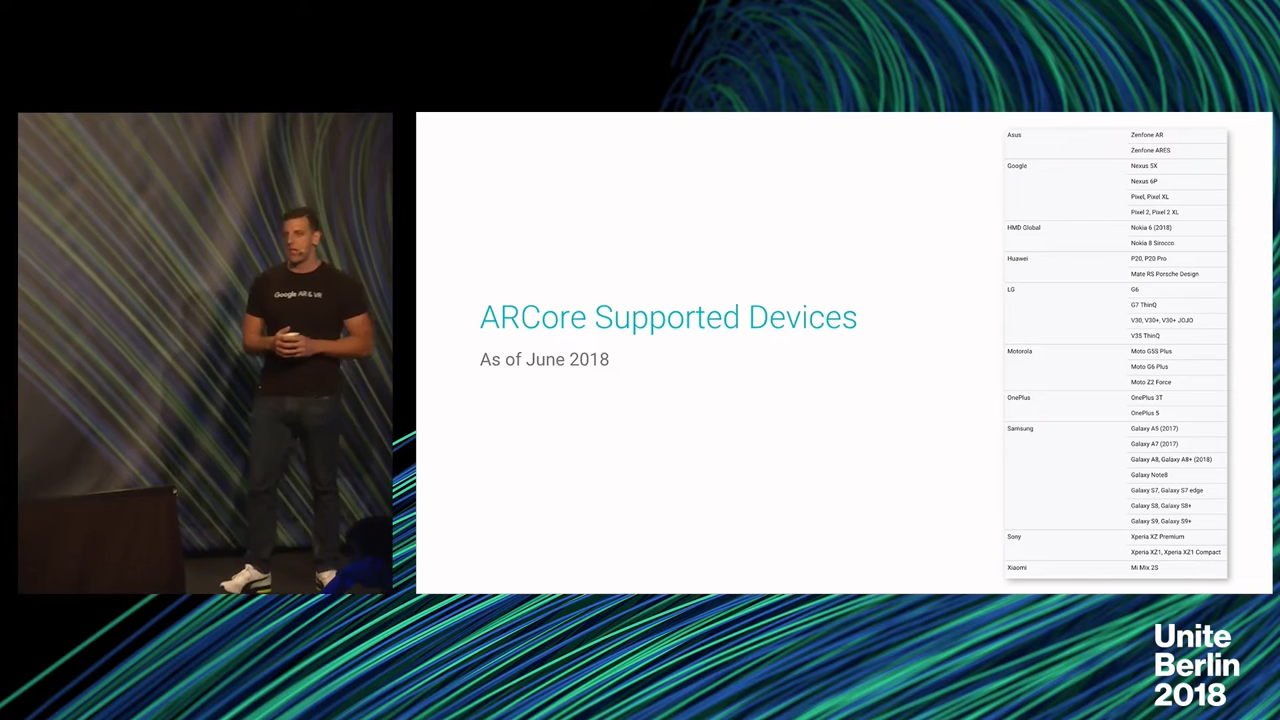 Google AR & VR
ARCore Supported Devices
As of June 2018
Asus Zenfone AR
Zenfone ARES
Google Nexus 5X
Nexus 6P
Pixel, Pixel XL
Pixel 2, Pixel 2 XL
HMD Global Nokia 6 (2018)
Nokia 8 Sirocco
Huawei P20, P20 Pro
Mate RS Porsche Design
LG G6
G7 ThinQ
V30, V30+, V30+ JOJO
V35 ThinQ
Motorola Moto G5S Plus
Moto G6 Plus
Moto Z2 Force
OnePlus OnePlus 3T
OnePlus 5
Samsung Galaxy A5 (2017)
Galaxy A7 (2017)
Galaxy A8, Galaxy A8+ (2018)
Galaxy Note8
Galaxy S7, Galaxy S7 edge
Galaxy S8, Galaxy S8+
Galaxy S9, Galaxy S9+
Sony Xperia XZ Premium
Xperia XZ1, Xperia XZ1 Compact
Xiaomi Mi Mix 2S
Unite
Berlin
2018